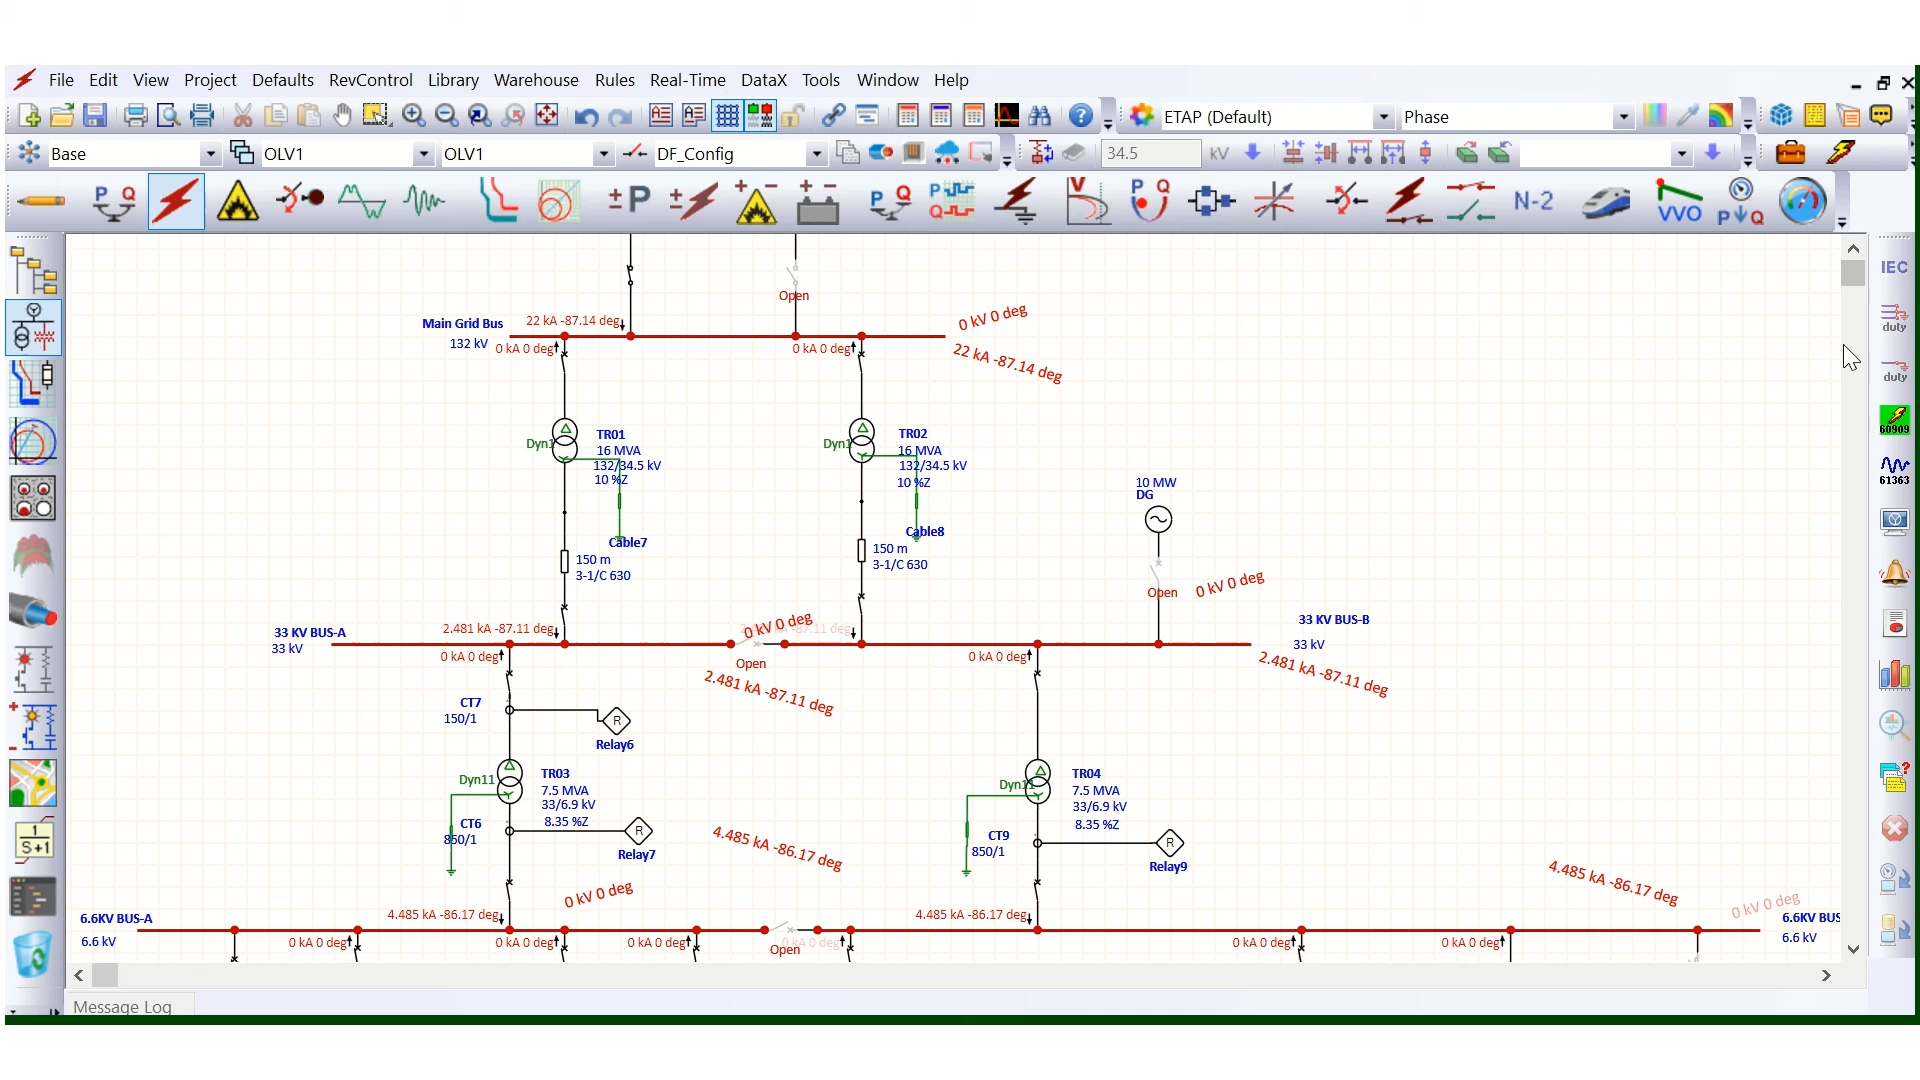 File Edit View Project Defaults RevControl Library Warehouse Rules Real-Time DataX Tools Window Help
ETAP (Default) Phase
Base OLV1 OLV1 DF_Config 34.5 kV
N-2 VVO
IEC
duty
duty
60909
61363
Open
0 kV 0 deg
Main Grid Bus 22 kA -87.14 deg
132 kV 0 kA 0 deg 0 kA 0 deg
22 kA -87.14 deg
Dyn1 TR01
16 MVA
132/34.5 kV
10 %Z
Dyn1 TR02
16 MVA
132/34.5 kV
10 %Z
10 MW
DG
Cable7
150 m
3-1/C 630
Cable8
150 m
3-1/C 630
Open 0 kV 0 deg
33 KV BUS-A
33 kV
2.481 kA -87.11 deg
0 kV 0 deg
33 KV BUS-B
33 kV
0 kA 0 deg
Open
0 kA 0 deg
2.481 kA -87.11 deg
2.481 kA -87.11 deg
CT7
150/1
R
Relay6
Dyn11 TR03
7.5 MVA
33/6.9 kV
8.35 %Z
Dyn11 TR04
7.5 MVA
33/6.9 kV
8.35 %Z
CT6
850/1
R
Relay7
4.485 kA -86.17 deg
CT9
850/1
R
Relay9
4.485 kA -86.17 deg
0 kV 0 deg
0 kV 0 deg
6.6KV BUS-A
6.6 kV
4.485 kA -86.17 deg
4.485 kA -86.17 deg
6.6KV BUS
6.6 kV
0 kA 0 deg 0 kA 0 deg 0 kA 0 deg Open 0 kA 0 deg 0 kA 0 deg 0 kA 0 deg
Message Log